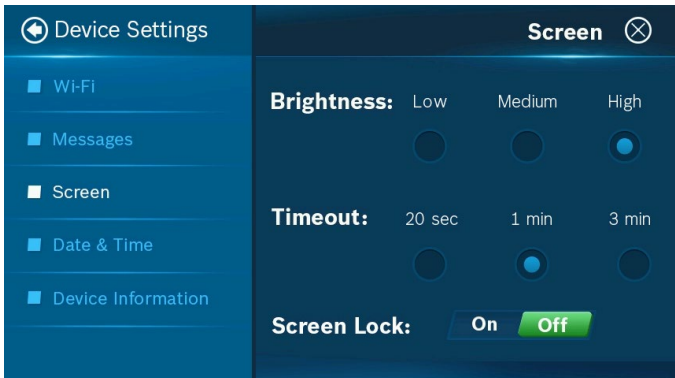 Device Settings
Screen
Wi-Fi
Messages
Screen
Date & Time
Device Information
Brightness: Low Medium High
Timeout: 20 sec 1 min 3 min
Screen Lock: On Off